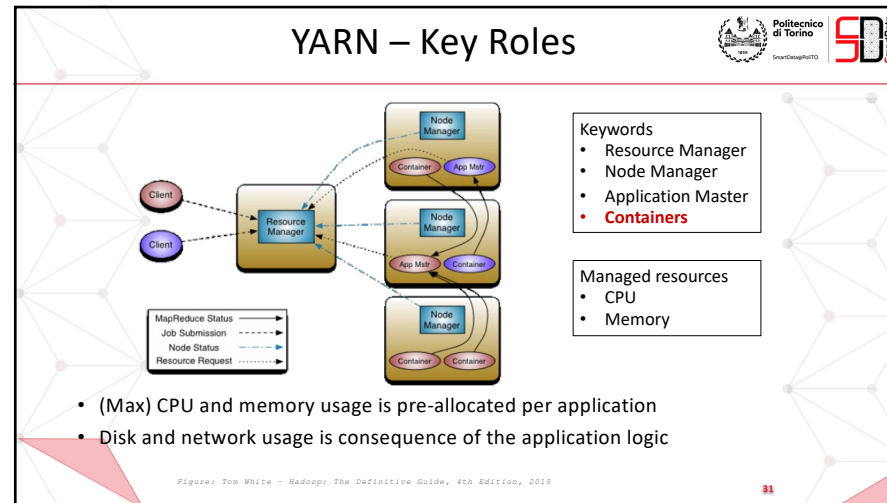 YARN – Key Roles
Politecnico
di Torino
1859
SmartData@PoliTO
Node
Manager
Container
App Mstr
Client
Client
Resource
Manager
Node
Manager
App Mstr
Container
Node
Manager
Container
Container
MapReduce Status
Job Submission
Node Status
Resource Request
Keywords
• Resource Manager
• Node Manager
• Application Master
• Containers
Managed resources
• CPU
• Memory
• (Max) CPU and memory usage is pre-allocated per application
• Disk and network usage is consequence of the application logic
Figure: Tom White - Hadoop: The Definitive Guide, 4th Edition, 2015
31